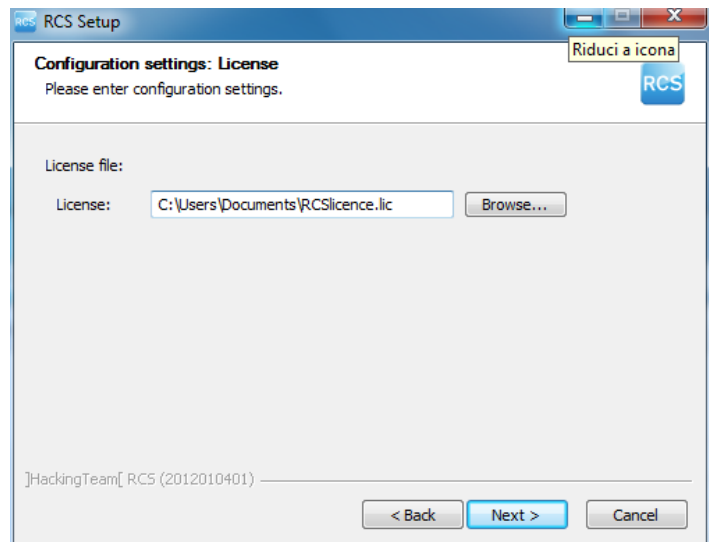 RCS RCS Setup
Riduci a icona
Configuration settings: License
Please enter configuration settings.
RCS
License file:
License: C:\Users\Documents\RCSlicence.lic Browse...
]HackingTeam[ RCS (2012010401)
< Back Next > Cancel